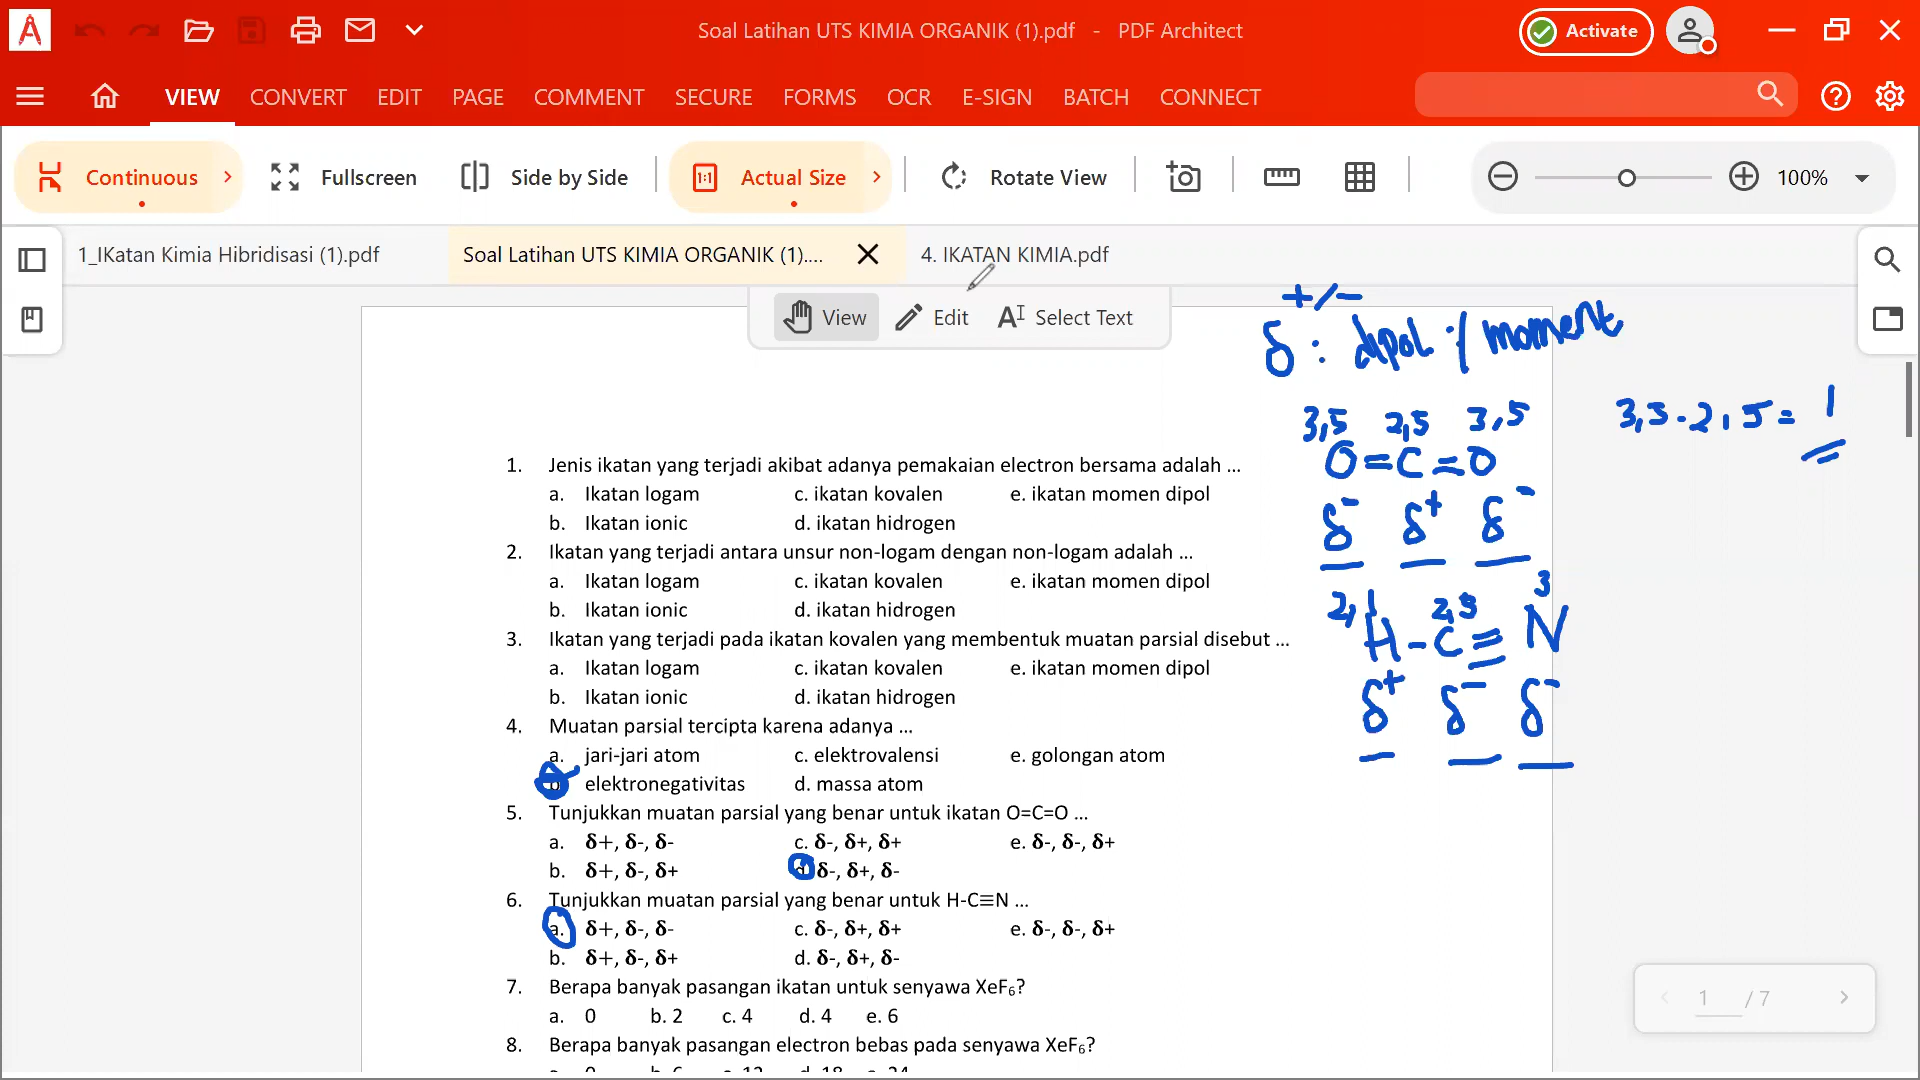 Soal Latihan UTS KIMIA ORGANIK (1).pdf - PDF Architect
Activate
VIEW CONVERT EDIT PAGE COMMENT SECURE FORMS OCR E-SIGN BATCH CONNECT
Continuous Fullscreen Side by Side 1:1 Actual Size Rotate View 100%
1_IKatan Kimia Hibridisasi (1).pdf Soal Latihan UTS KIMIA ORGANIK (1).... 4. IKATAN KIMIA.pdf
View Edit Select Text
+/-
δ : dipol / moment
3,5 2,5 3,5
3,5 - 2,5 = 1
O=C=O
δ- δ+ δ-
2,1 2,5 3
H-C≡N
δ+ δ- δ-
1. Jenis ikatan yang terjadi akibat adanya pemakaian electron bersama adalah ...
a. Ikatan logam c. ikatan kovalen e. ikatan momen dipol
b. Ikatan ionic d. ikatan hidrogen
2. Ikatan yang terjadi antara unsur non-logam dengan non-logam adalah ...
a. Ikatan logam c. ikatan kovalen e. ikatan momen dipol
b. Ikatan ionic d. ikatan hidrogen
3. Ikatan yang terjadi pada ikatan kovalen yang membentuk muatan parsial disebut ...
a. Ikatan logam c. ikatan kovalen e. ikatan momen dipol
b. Ikatan ionic d. ikatan hidrogen
4. Muatan parsial tercipta karena adanya ...
a. jari-jari atom c. elektrovalensi e. golongan atom
b. elektronegativitas d. massa atom
5. Tunjukkan muatan parsial yang benar untuk ikatan O=C=O ...
a. δ+, δ-, δ- c. δ-, δ+, δ+ e. δ-, δ-, δ+
b. δ+, δ-, δ+ d. δ-, δ+, δ-
6. Tunjukkan muatan parsial yang benar untuk H-C≡N ...
a. δ+, δ-, δ- c. δ-, δ+, δ+ e. δ-, δ-, δ+
b. δ+, δ-, δ+ d. δ-, δ+, δ-
7. Berapa banyak pasangan ikatan untuk senyawa XeF₆?
a. 0 b. 2 c. 4 d. 4 e. 6
8. Berapa banyak pasangan electron bebas pada senyawa XeF₆?
a. 0 b. 6 c. 12 d. 18 e. 24
1 / 7